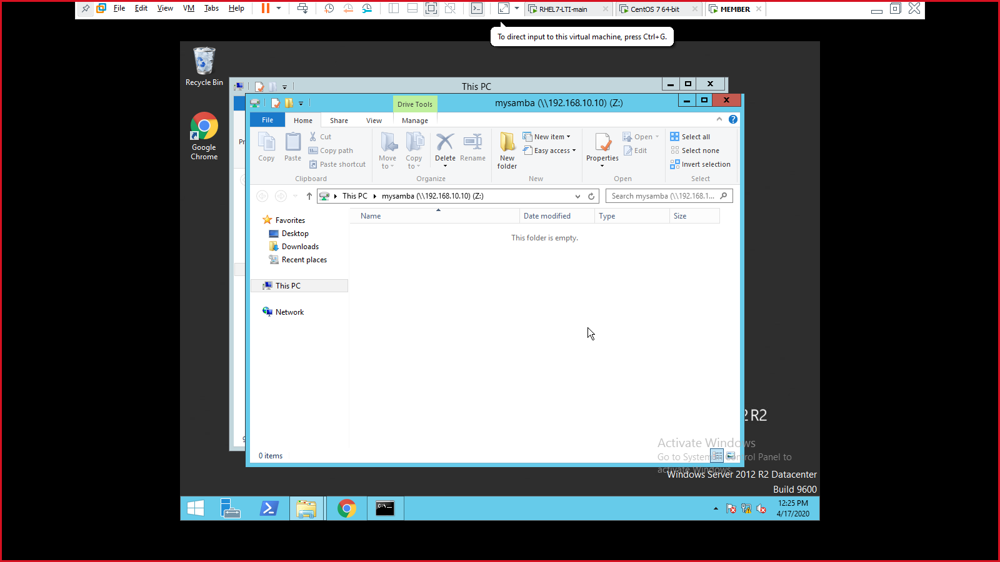 File Edit View VM Tabs Help RHEL7-LTI-main CentOS 7 64-bit MEMBER
To direct input to this virtual machine, press Ctrl+G.
Recycle Bin
This PC
Drive Tools mysamba (\\192.168.10.10) (Z:)
File Home Share View Manage
Google
Chrome
Pr
Copy Paste Cut
Copy path
Paste shortcut
Clipboard
Move
to
Copy
to
Delete Rename
Organize
New
folder
New item
Easy access
New
Properties
Open
Edit
Open
Select all
Select none
Invert selection
Select
This PC mysamba (\\192.168.10.10) (Z:) Search mysamba (\\192.168.1...
Name Date modified Type Size
This folder is empty.
Favorites
Desktop
Downloads
Recent places
This PC
Network
0 items
2 R2
Activate Windows
Go to System in Control Panel to
activate Windows.
Windows Server 2012 R2 Datacenter
Build 9600
C:\
12:25 PM
4/17/2020